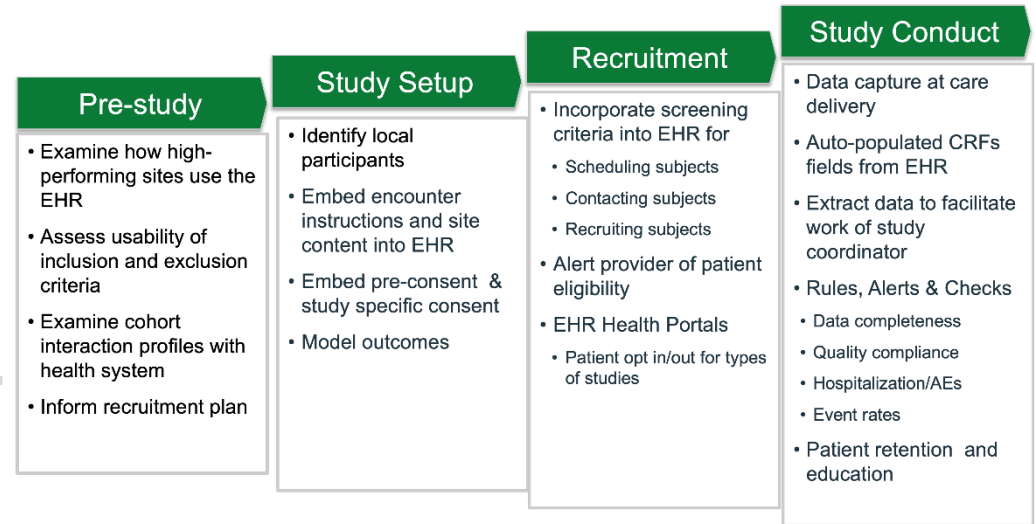 Pre-study
• Examine how high-
performing sites use the
EHR
• Assess usability of
inclusion and exclusion
criteria
• Examine cohort
interaction profiles with
health system
• Inform recruitment plan
Study Setup
• Identify local
participants
• Embed encounter
instructions and site
content into EHR
• Embed pre-consent &
study specific consent
• Model outcomes
Recruitment
• Incorporate screening
criteria into EHR for
• Scheduling subjects
• Contacting subjects
• Recruiting subjects
• Alert provider of patient
eligibility
• EHR Health Portals
• Patient opt in/out for types
of studies
Study Conduct
• Data capture at care
delivery
• Auto-populated CRFs
fields from EHR
• Extract data to facilitate
work of study
coordinator
• Rules, Alerts & Checks
• Data completeness
• Quality compliance
• Hospitalization/AEs
• Event rates
• Patient retention and
education